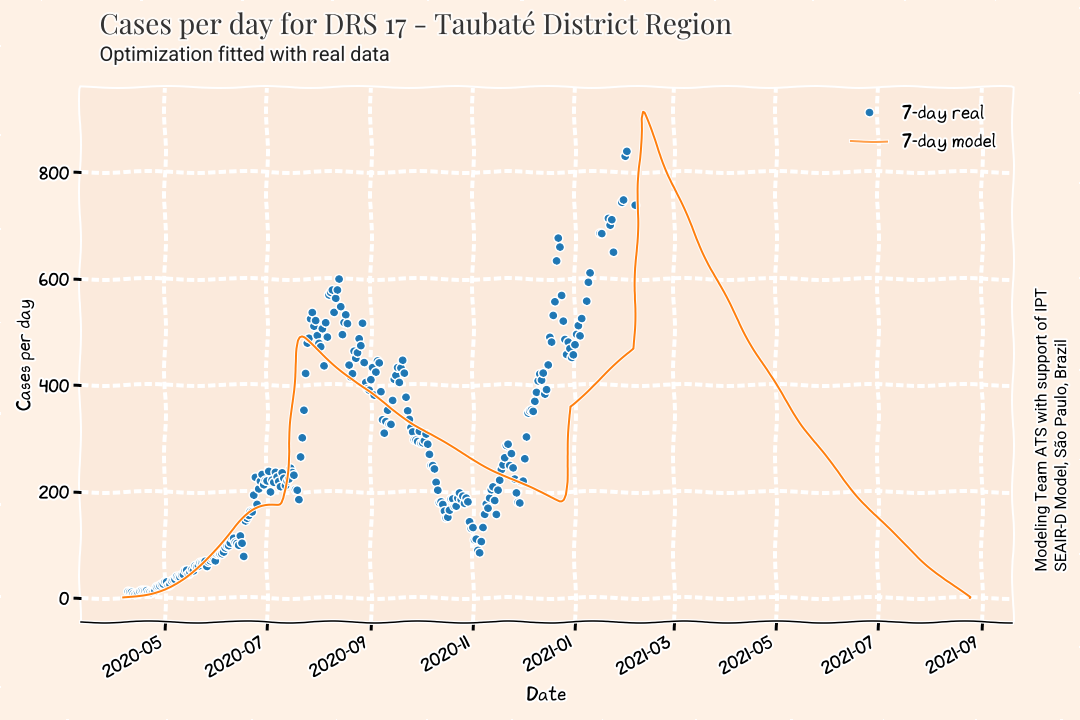 Cases per day for DRS 17 - Taubaté District Region
Optimization fitted with real data
7-day real
7-day model
800
600
400
200
0
Cases per day
2020-05
2020-07
2020-09
2020-11
2021-01
2021-03
2021-05
2021-07
2021-09
Date
Modeling Team ATS with support of IPT
SEAIR-D Model, São Paulo, Brazil